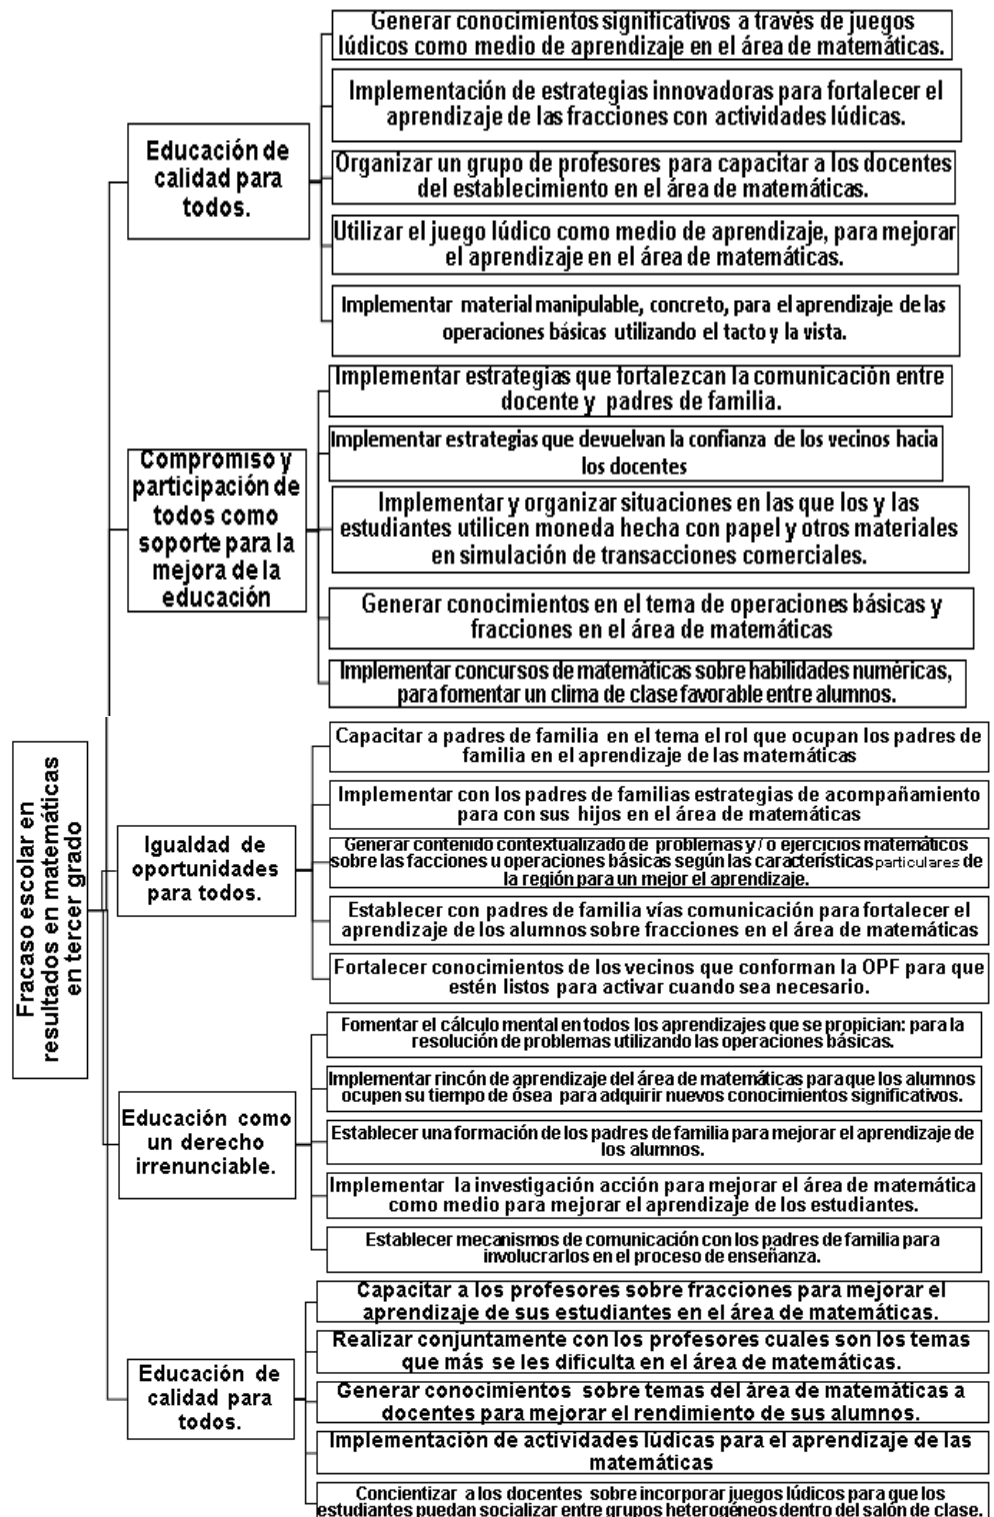 Fracaso escolar en
resultados en matemáticas
en tercer grado
Educación de
calidad para
todos.
Generar conocimientos significativos a través de juegos
lúdicos como medio de aprendizaje en el área de matemáticas.
Implementación de estrategias innovadoras para fortalecer el
aprendizaje de las fracciones con actividades lúdicas.
Organizar un grupo de profesores para capacitar a los docentes
del establecimiento en el área de matemáticas.
Utilizar el juego lúdico como medio de aprendizaje, para mejorar
el aprendizaje en el área de matemáticas.
Implementar material manipulable, concreto, para el aprendizaje de las
operaciones básicas utilizando el tacto y la vista.
Compromiso y
participación de
todos como
soporte para la
mejora de la
educación
Implementar estrategias que fortalezcan la comunicación entre
docente y padres de familia.
Implementar estrategias que devuelvan la confianza de los vecinos hacia
los docentes
Implementar y organizar situaciones en las que los y las
estudiantes utilicen moneda hecha con papel y otros materiales
en simulación de transacciones comerciales.
Generar conocimientos en el tema de operaciones básicas y
fracciones en el área de matemáticas
Implementar concursos de matemáticas sobre habilidades numéricas,
para fomentar un clima de clase favorable entre alumnos.
Igualdad de
oportunidades
para todos.
Capacitar a padres de familia en el tema el rol que ocupan los padres de
familia en el aprendizaje de las matemáticas
Implementar con los padres de familias estrategias de acompañamiento
para con sus hijos en el área de matemáticas
Generar contenido contextualizado de problemas y / o ejercicios matemáticos
sobre las facciones u operaciones básicas según las características particulares de
la región para un mejor el aprendizaje.
Establecer con padres de familia vías comunicación para fortalecer el
aprendizaje de los alumnos sobre fracciones en el área de matemáticas
Fortalecer conocimientos de los vecinos que conforman la OPF para que
estén listos para activar cuando sea necesario.
Educación como
un derecho
irrenunciable.
Fomentar el cálculo mental en todos los aprendizajes que se propician: para la
resolución de problemas utilizando las operaciones básicas.
Implementar rincón de aprendizaje del área de matemáticas para que los alumnos
ocupen su tiempo de ósea para adquirir nuevos conocimientos significativos.
Establecer una formación de los padres de familia para mejorar el aprendizaje de
los alumnos.
Implementar la investigación acción para mejorar el área de matemática
como medio para mejorar el aprendizaje de los estudiantes.
Establecer mecanismos de comunicación con los padres de familia para
involucrarlos en el proceso de enseñanza.
Educación de
calidad para
todos.
Capacitar a los profesores sobre fracciones para mejorar el
aprendizaje de sus estudiantes en el área de matemáticas.
Realizar conjuntamente con los profesores cuales son los temas
que más se les dificulta en el área de matemáticas.
Generar conocimientos sobre temas del área de matemáticas a
docentes para mejorar el rendimiento de sus alumnos.
Implementación de actividades lúdicas para el aprendizaje de las
matemáticas
Concientizar a los docentes sobre incorporar juegos lúdicos para que los
estudiantes puedan socializar entre grupos heterogéneos dentro del salón de clase.